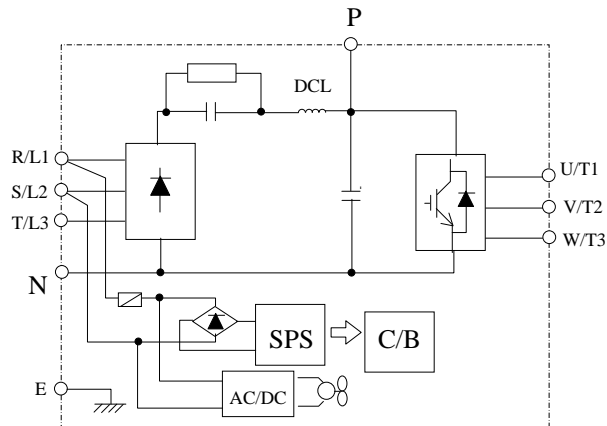 P
DCL
R/L1
S/L2
T/L3
U/T1
V/T2
W/T3
N
SPS
C/B
E
AC/DC